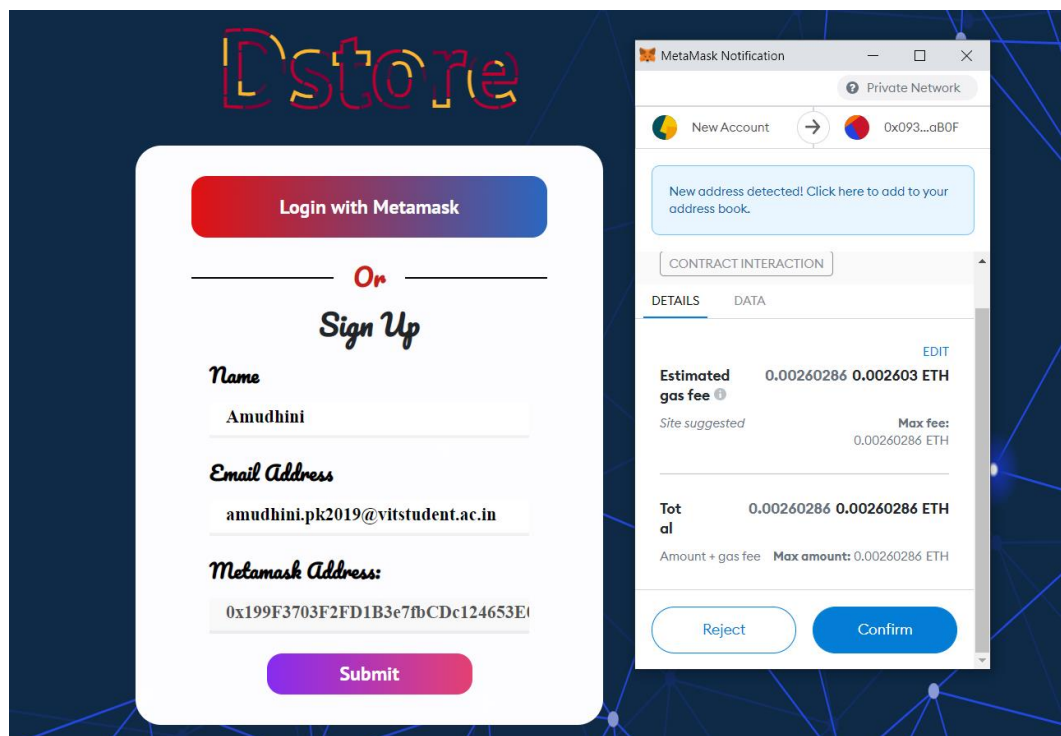 Dstore
Login with Metamask
Or
Sign Up
Name
Amudhini
Email Address
amudhini.pk2019@vitstudent.ac.in
Metamask Address:
0x199F3703F2FD1B3e7fbCDc124653E
Submit
MetaMask Notification
Private Network
New Account
0x093...aB0F
New address detected! Click here to add to your
address book.
CONTRACT INTERACTION
DETAILS DATA
EDIT
Estimated 0.00260286 0.002603 ETH
gas fee
Site suggested Max fee:
0.00260286 ETH
Tot 0.00260286 0.00260286 ETH
al
Amount + gas fee Max amount: 0.00260286 ETH
Reject Confirm